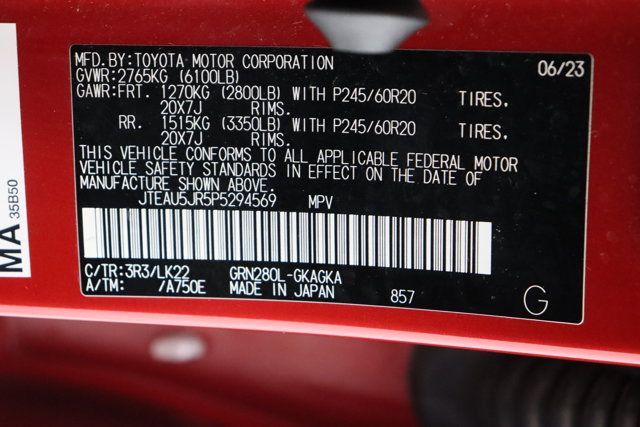 MFD.BY:TOYOTA MOTOR CORPORATION 06/23
GVWR:2765KG (6100LB)
GAWR:FRT. 1270KG (2800LB) WITH P245/60R20 TIRES,
20X7J RIMS.
RR. 1515KG (3350LB) WITH P245/60R20 TIRES,
20X7J RIMS.
THIS VEHICLE CONFORMS TO ALL APPLICABLE FEDERAL MOTOR
VEHICLE SAFETY STANDARDS IN EFFECT ON THE DATE OF
MANUFACTURE SHOWN ABOVE.
JTEAU5JR5P5294569 MPV
C/TR:3R3/LK22 GRN280L-GKAGKA
A/TM: /A750E MADE IN JAPAN 857 G
MA
35B50